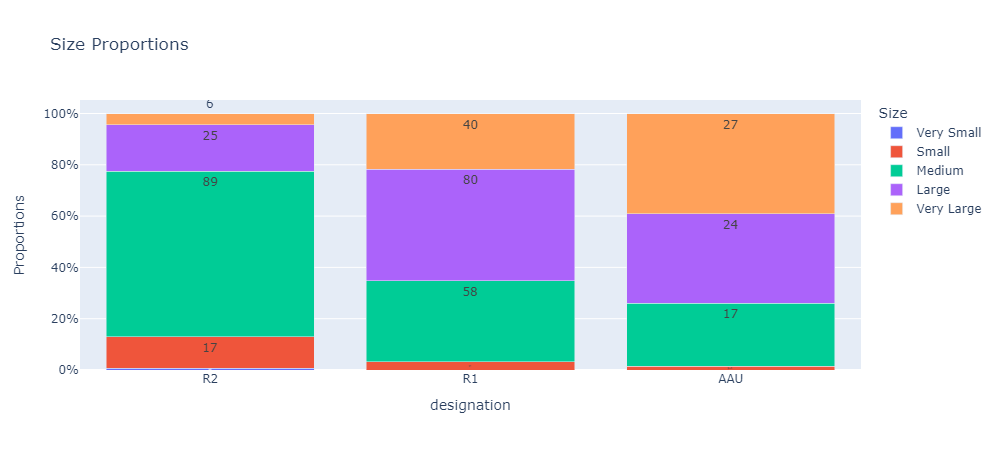 Size Proportions
Size
Very Small
Small
Medium
Large
Very Large
Proportions
100%
80%
60%
40%
20%
0%
6
25
89
17
40
80
58
27
24
17
R2
R1
AAU
designation